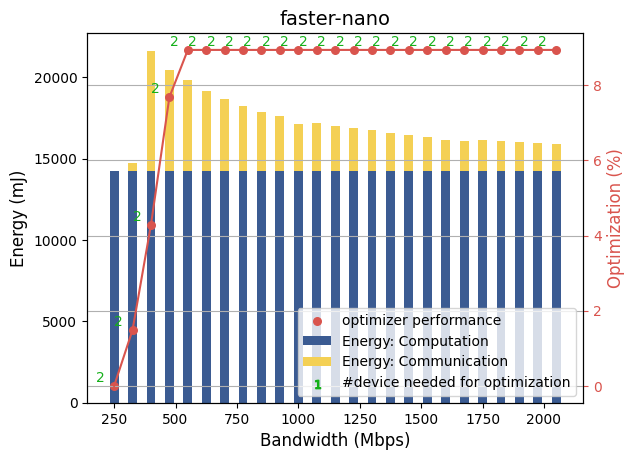 faster-nano
2 2 2 2 2 2 2 2 2 2 2 2 2 2 2 2 2 2 2 2 2
2
2
2
2
20000
15000
10000
5000
0
Energy (mJ)
8
6
4
2
0
Optimization (%)
optimizer performance
Energy: Computation
Energy: Communication
1 #device needed for optimization
250 500 750 1000 1250 1500 1750 2000
Bandwidth (Mbps)